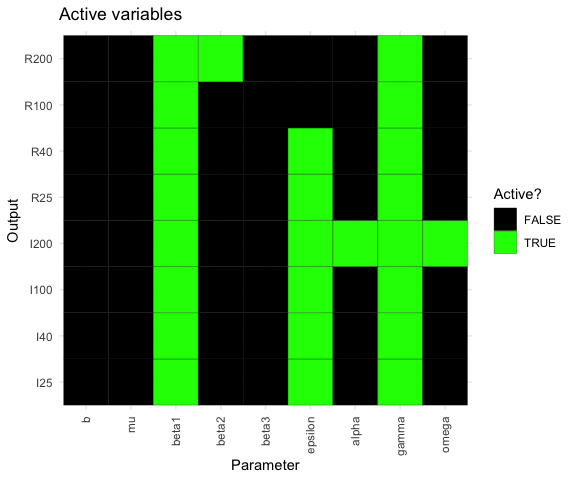 Active variables
Output
R200
R100
R40
R25
I200
I100
I40
I25
b
mu
beta1
beta2
beta3
epsilon
alpha
gamma
omega
Parameter
Active?
FALSE
TRUE